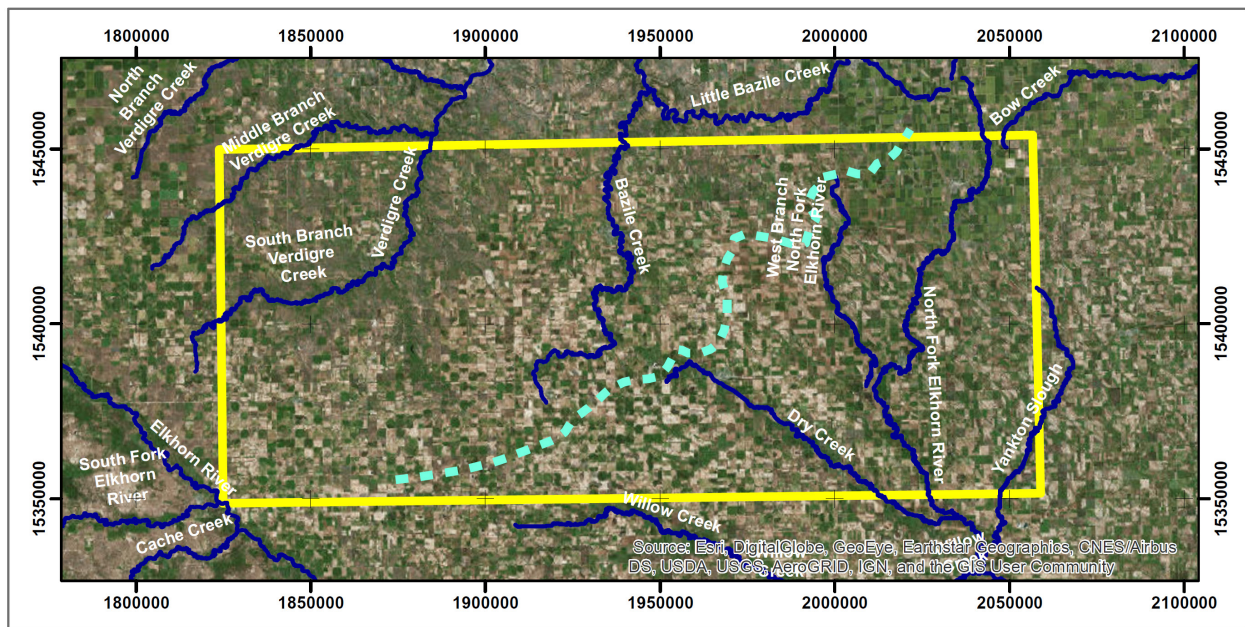 1800000 1850000 1900000 1950000 2000000 2050000 2100000
North
Branch
Verdigre Creek
Middle Branch
Verdigre Creek
Little Bazile Creek
Bow Creek
15450000
15450000
Verdigre Creek
South Branch
Verdigre
Creek
Bazile Creek
West Branch
North Fork
Elkhorn River
15400000
15400000
North Fork Elkhorn River
Yankton Slough
Dry Creek
Elkhorn River
South Fork
Elkhorn
River
Cache Creek
15350000
15350000
Willow Creek
Willow
Creek
Willow
Creek
Source: Esri, DigitalGlobe, GeoEye, Earthstar Geographics, CNES/Airbus
DS, USDA, USGS, AeroGRID, IGN, and the GIS User Community
1800000 1850000 1900000 1950000 2000000 2050000 2100000